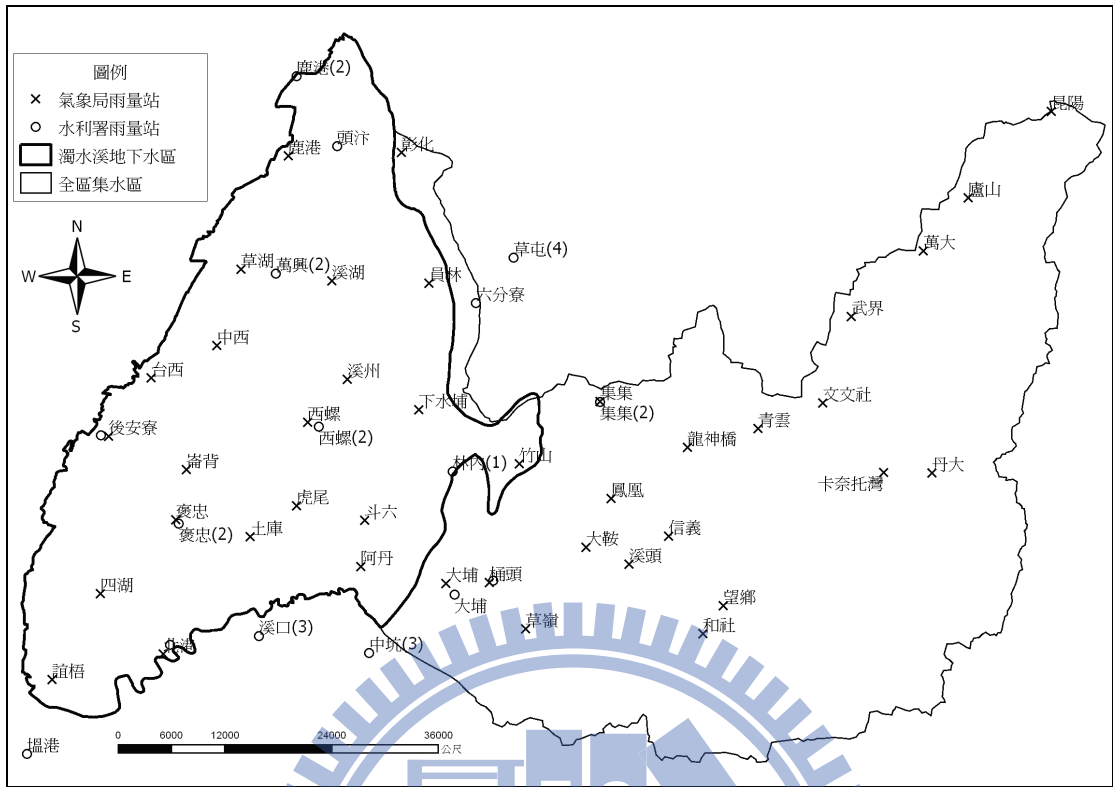 圖例
氣象局雨量站
水利署雨量站
濁水溪地下水區
全區集水區
N
W
E
S
鹿港(2)
鹿港
頭汴
彰化
昆陽
廬山
萬大
草屯(4)
草湖
萬興(2)
溪湖
員林
六分寮
武界
中西
台西
溪州
下水埔
集集
集集(2)
文文社
青雲
西螺
西螺(2)
後安寮
龍神橋
崙背
林內(1)
竹山
卡奈托灣
丹大
鳳凰
虎尾
褒忠
褒忠(2)
土庫
斗六
大鞍
信義
溪頭
阿丹
四湖
大埔
大埔
桶頭
望鄉
和社
草嶺
溪口(3)
北港
中坑(3)
誼梧
搵港
0
6000
12000
24000
36000
公尺